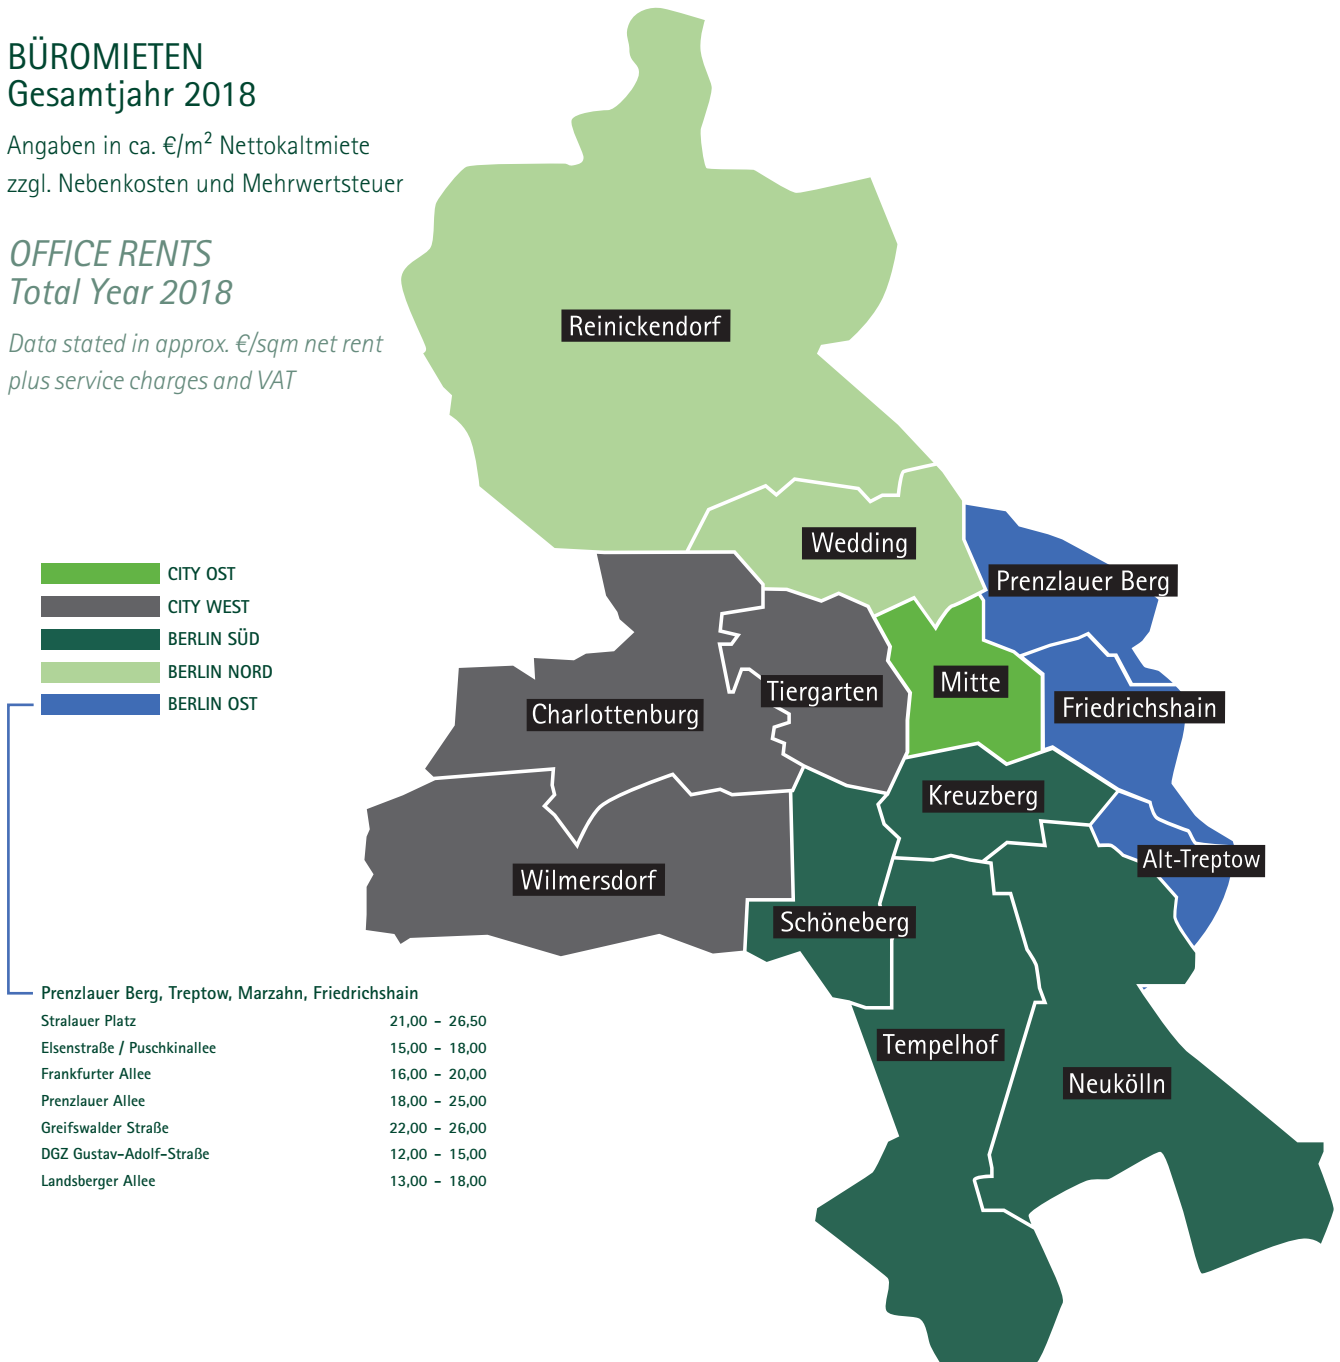 BÜROMIETEN
Gesamtjahr 2018
Angaben in ca. €/m² Nettokaltmiete
zzgl. Nebenkosten und Mehrwertsteuer
OFFICE RENTS
Total Year 2018
Data stated in approx. €/sqm net rent
plus service charges and VAT
Reinickendorf
Wedding
Prenzlauer Berg
Mitte
Tiergarten
Friedrichshain
Charlottenburg
Kreuzberg
Alt-Treptow
Wilmersdorf
Schöneberg
Tempelhof
Neukölln
CITY OST
CITY WEST
BERLIN SÜD
BERLIN NORD
BERLIN OST
Prenzlauer Berg, Treptow, Marzahn, Friedrichshain
Stralauer Platz 21,00 - 26,50
Elsenstraße / Puschkinallee 15,00 - 18,00
Frankfurter Allee 16,00 - 20,00
Prenzlauer Allee 18,00 - 25,00
Greifswalder Straße 22,00 - 26,00
DGZ Gustav-Adolf-Straße 12,00 - 15,00
Landsberger Allee 13,00 - 18,00